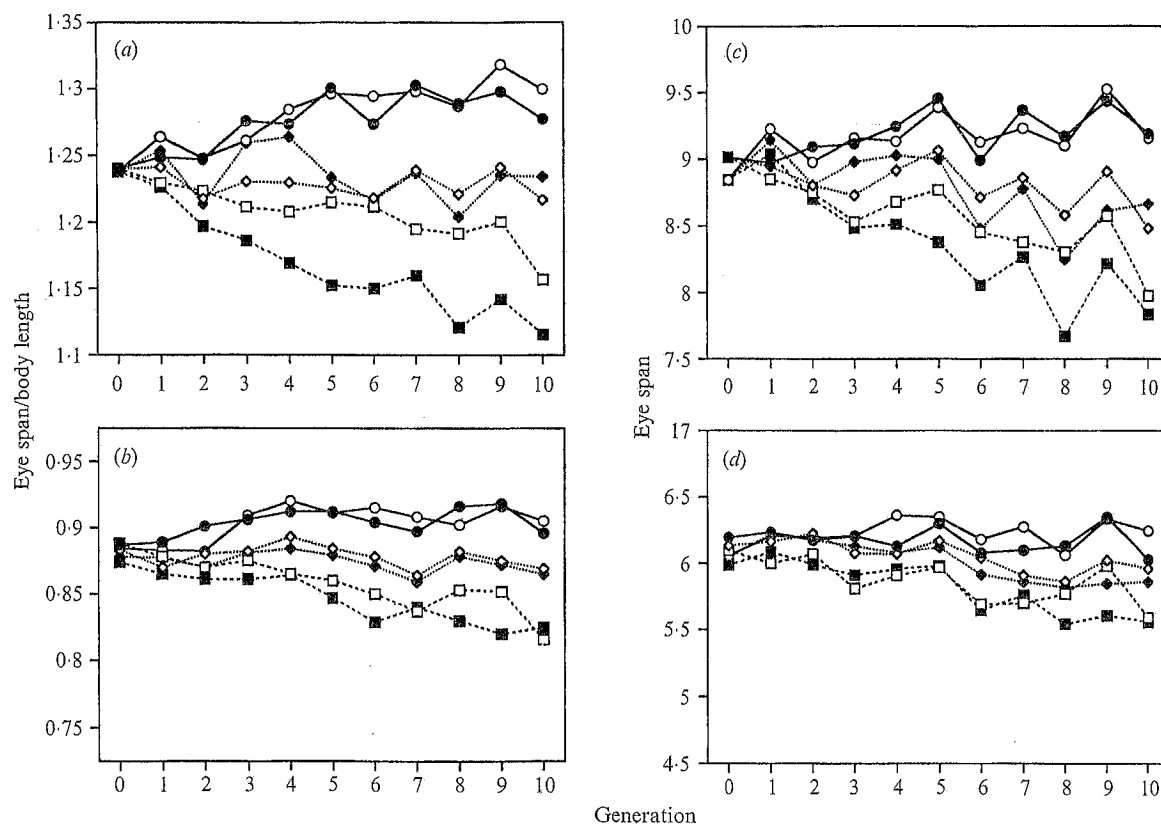 (a)
1·35
1·3
1·25
1·2
1·15
1·1
0 1 2 3 4 5 6 7 8 9 10
(c)
10
9·5
9
8·5
8
7·5
0 1 2 3 4 5 6 7 8 9 10
Eye span/body length
Eye span
(b)
0·95
0·9
0·85
0·8
0·75
0 1 2 3 4 5 6 7 8 9 10
(d)
17
6·5
6
5·5
5
4·5
0 1 2 3 4 5 6 7 8 9 10
Generation